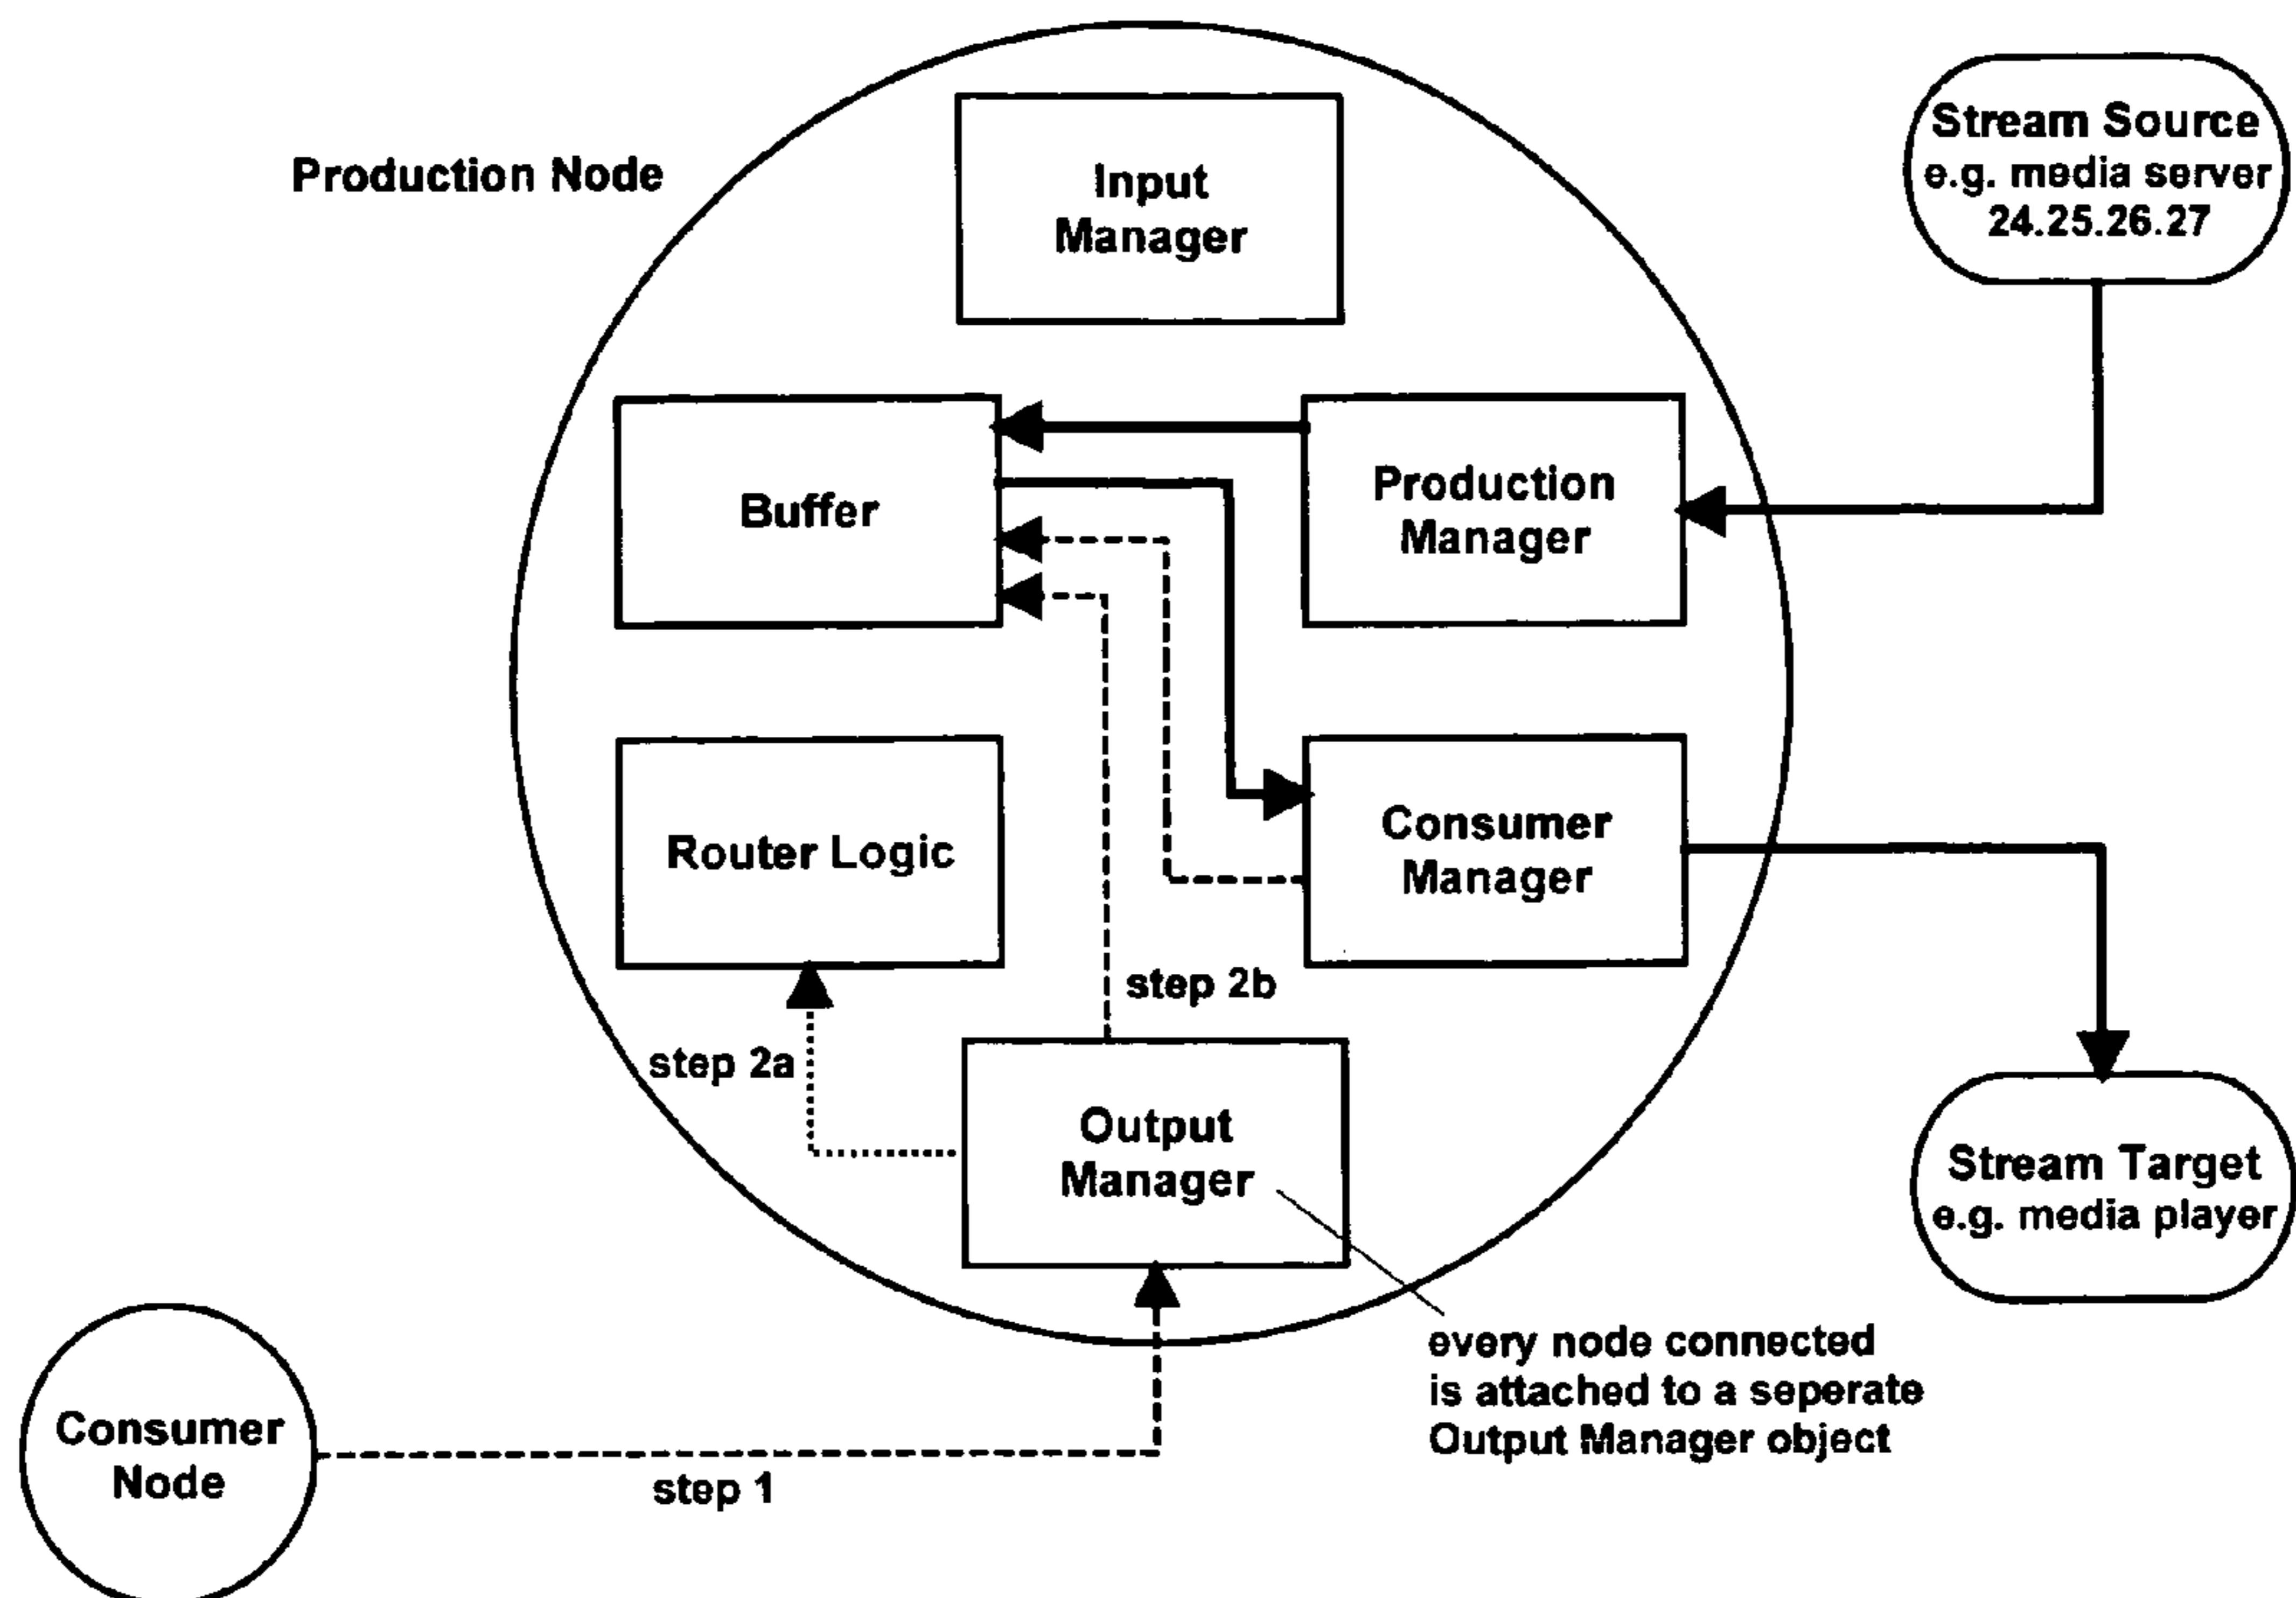 Production Node
Input
Manager
Stream Source
e.g. media server
24.25.26.27
Buffer
Production
Manager
Router Logic
Consumer
Manager
step 2b
step 2a
Output
Manager
Stream Target
e.g. media player
every node connected
is attached to a seperate
Output Manager object
Consumer
Node
step 1